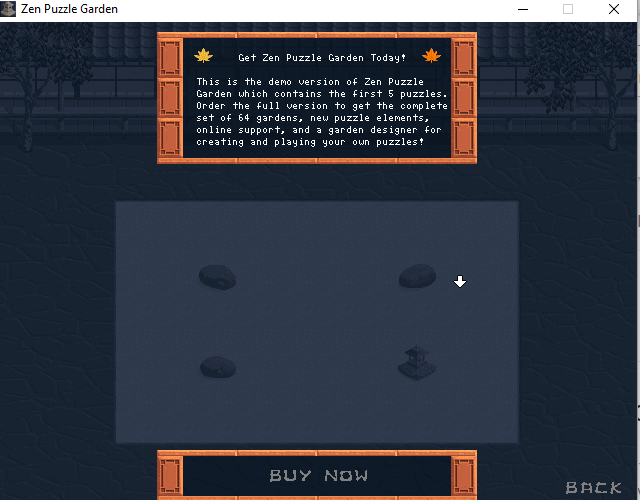 Zen Puzzle Garden
Get Zen Puzzle Garden Today!
This is the demo version of Zen Puzzle
Garden which contains the first 5 puzzles.
Order the full version to get the complete
set of 64 gardens, new puzzle elements,
online support, and a garden designer for
creating and playing your own puzzles!
BUY NOW
BACK